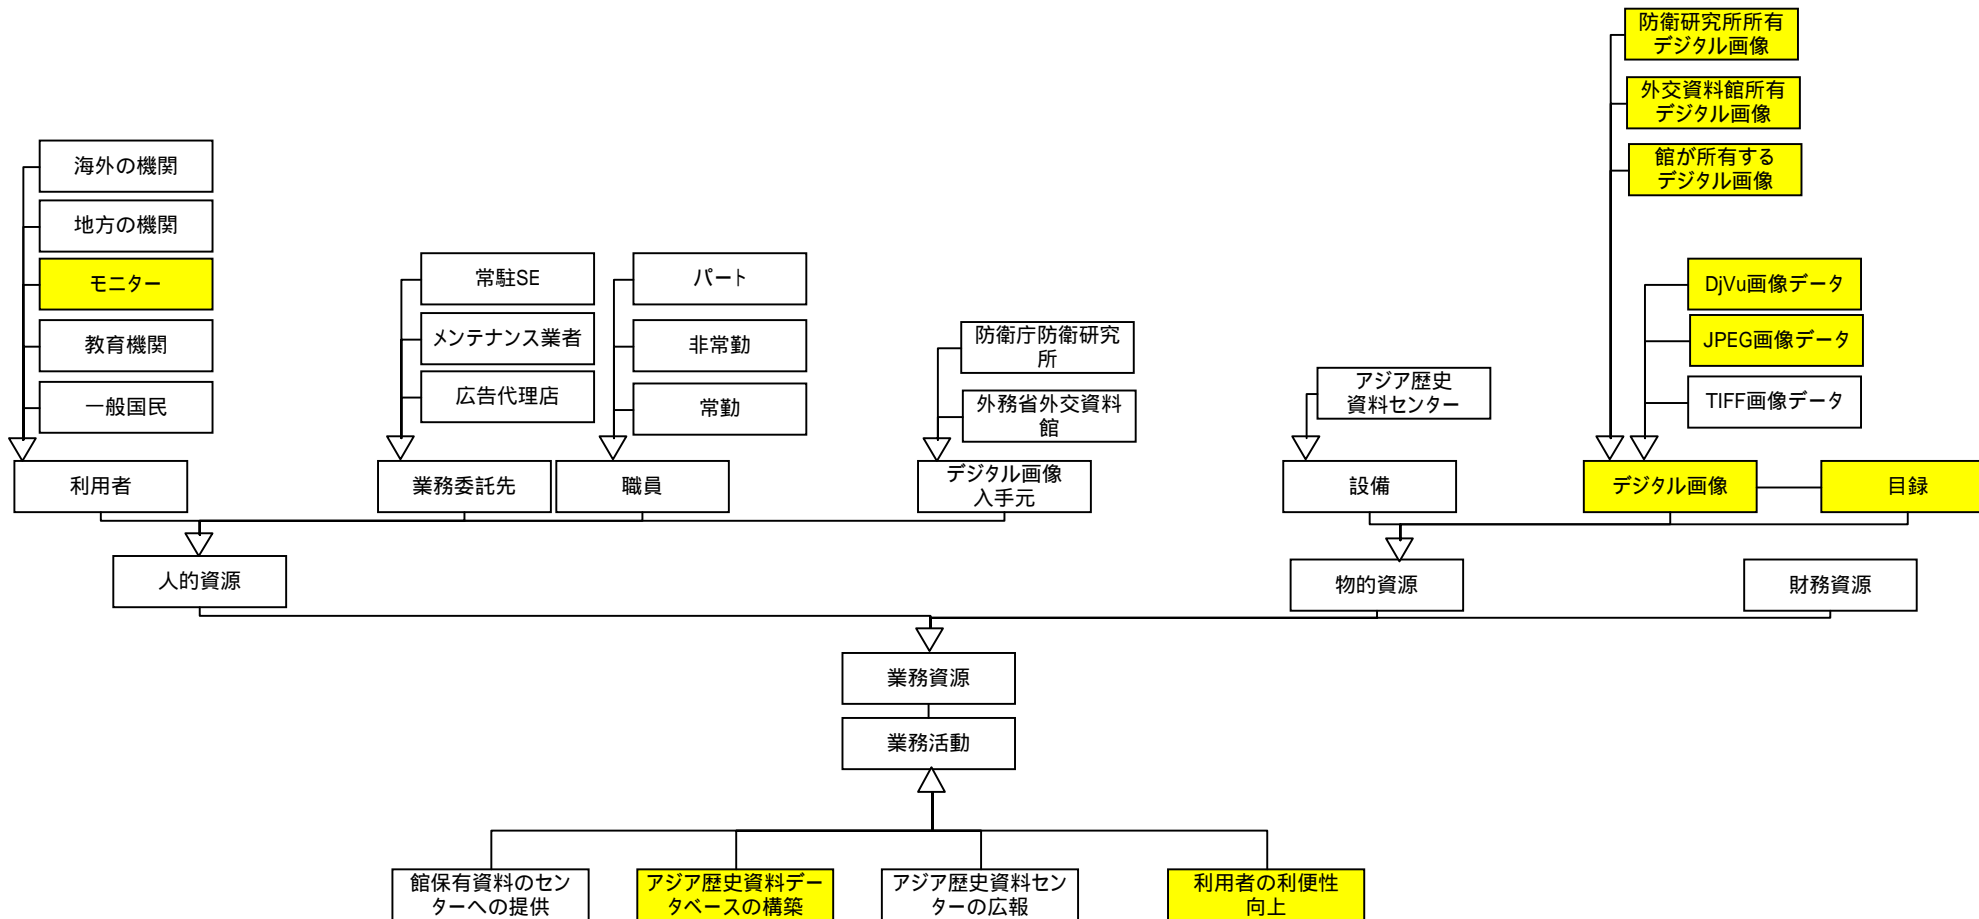 防衛研究所所有
デジタル画像
外交資料館所有
デジタル画像
館が所有する
デジタル画像
海外の機関
地方の機関
モニター
教育機関
一般国民
常駐SE
メンテナンス業者
広告代理店
パート
非常勤
常勤
防衛庁防衛研究
所
外務省外交資料
館
アジア歴史
資料センター
DjVu画像データ
JPEG画像データ
TIFF画像データ
利用者
業務委託先
職員
デジタル画像
入手元
設備
デジタル画像
目録
人的資源
物的資源
財務資源
業務資源
業務活動
館保有資料のセン
ターへの提供
アジア歴史資料デー
タベースの構築
アジア歴史資料セン
ターの広報
利用者の利便性
向上